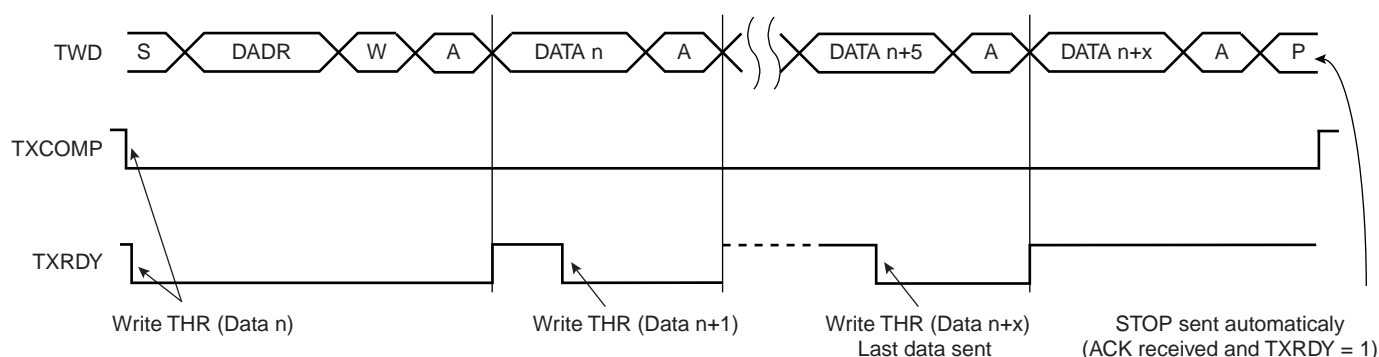 TWD S DADR W A DATA n A DATA n+5 A DATA n+x A P
TXCOMP
TXRDY
Write THR (Data n)
Write THR (Data n+1)
Write THR (Data n+x)
Last data sent
STOP sent automaticaly
(ACK received and TXRDY = 1)